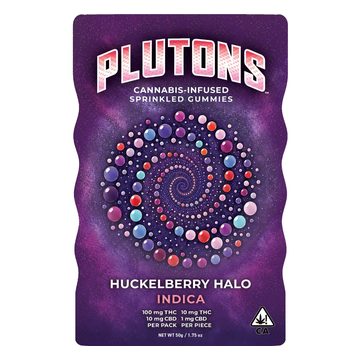 PLUTONS
CANNABIS-INFUSED
SPRINKLED GUMMIES
HUCKELBERRY HALO
INDICA
100 mg THC 10 mg THC
10 mg CBD 1 mg CBD
PER PACK PER PIECE
NET WT 50g / 1.75 oz
CA